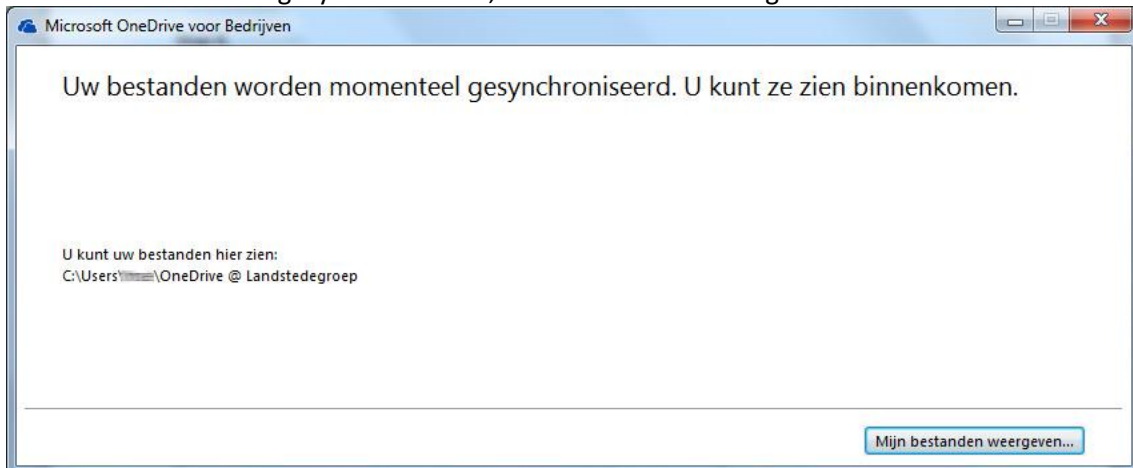 Microsoft OneDrive voor Bedrijven
Uw bestanden worden momenteel gesynchroniseerd. U kunt ze zien binnenkomen.
U kunt uw bestanden hier zien:
C:\Users\ \OneDrive @ Landstedegroep
Mijn bestanden weergeven...